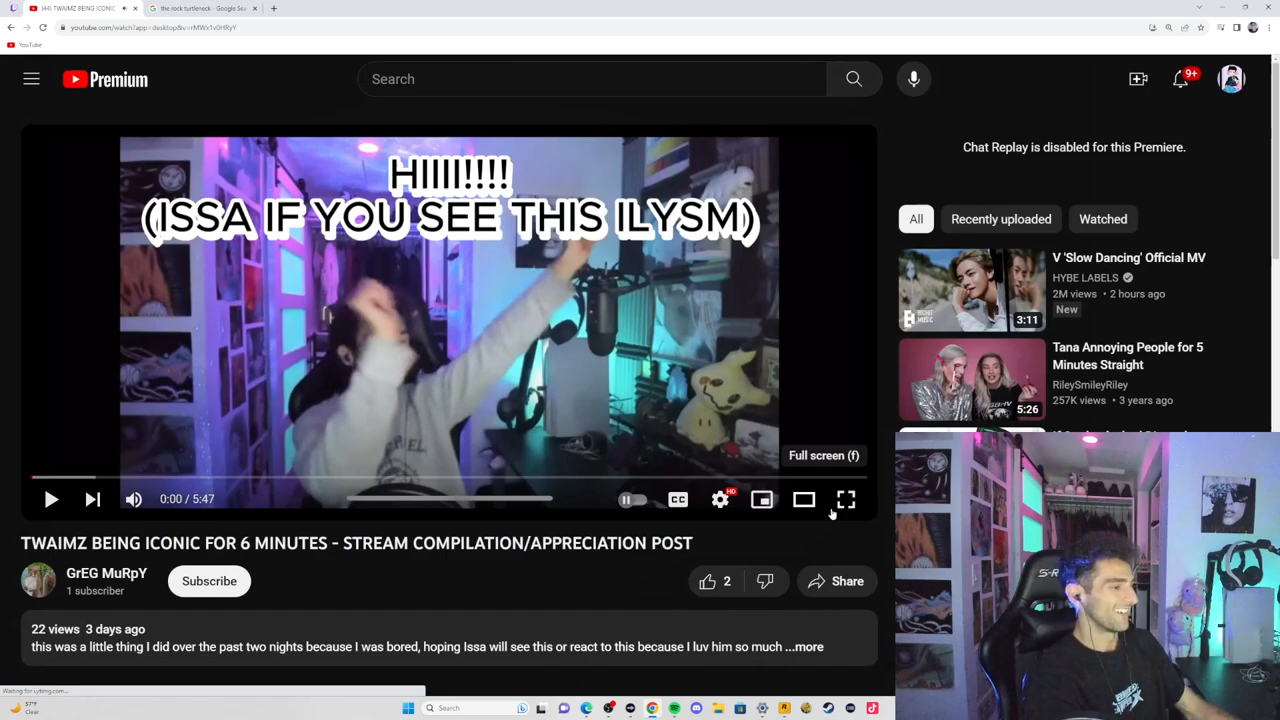 (44) TWAIMZ BEING ICONIC
the rock turtleneck - Google Sea
youtube.com/watch?app=desktop&v=rMWx1v0HRyY
YouTube
Premium
Search
9+
HIIII!!!!
(ISSA IF YOU SEE THIS ILYSM)
Full screen (f)
0:00 / 5:47
CC
HD
TWAIMZ BEING ICONIC FOR 6 MINUTES - STREAM COMPILATION/APPRECIATION POST
GrEG MuRpY
1 subscriber
Subscribe
2
Share
22 views 3 days ago
this was a little thing I did over the past two nights because I was bored, hoping Issa will see this or react to this because I luv him so much ...more
Chat Replay is disabled for this Premiere.
All
Recently uploaded
Watched
V 'Slow Dancing' Official MV
HYBE LABELS
2M views • 2 hours ago
New
BIGHIT
MUSIC
3:11
Tana Annoying People for 5
Minutes Straight
RileySmileyRiley
257K views • 3 years ago
5:26
S-R
Waiting for i.ytimg.com...
57°F
Clear
Search